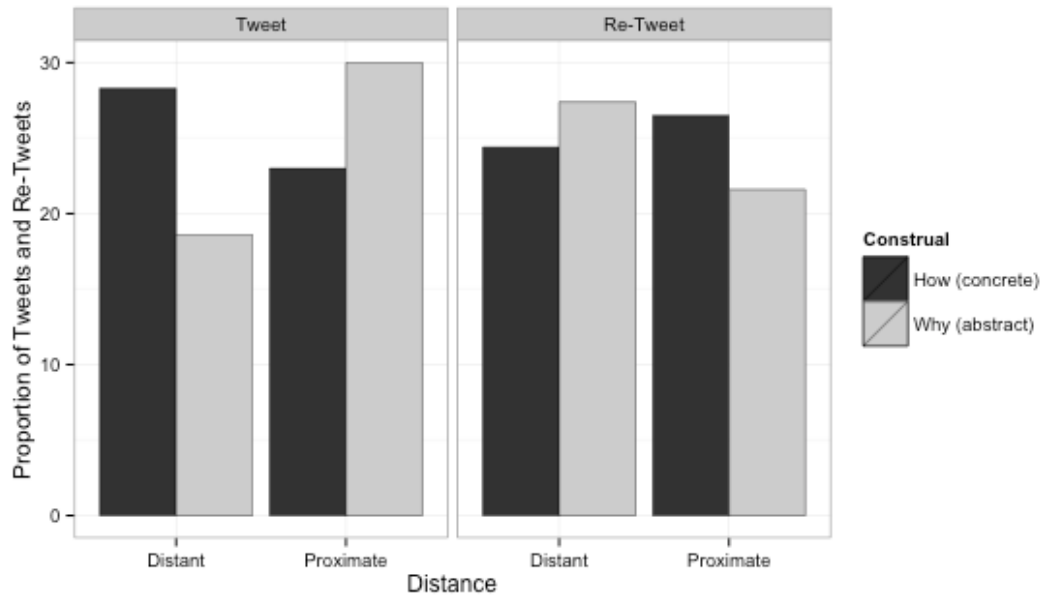 Tweet
Re-Tweet
Proportion of Tweets and Re-Tweets
30
20
10
0
Distant
Proximate
Distant
Proximate
Distance
Construal
How (concrete)
Why (abstract)